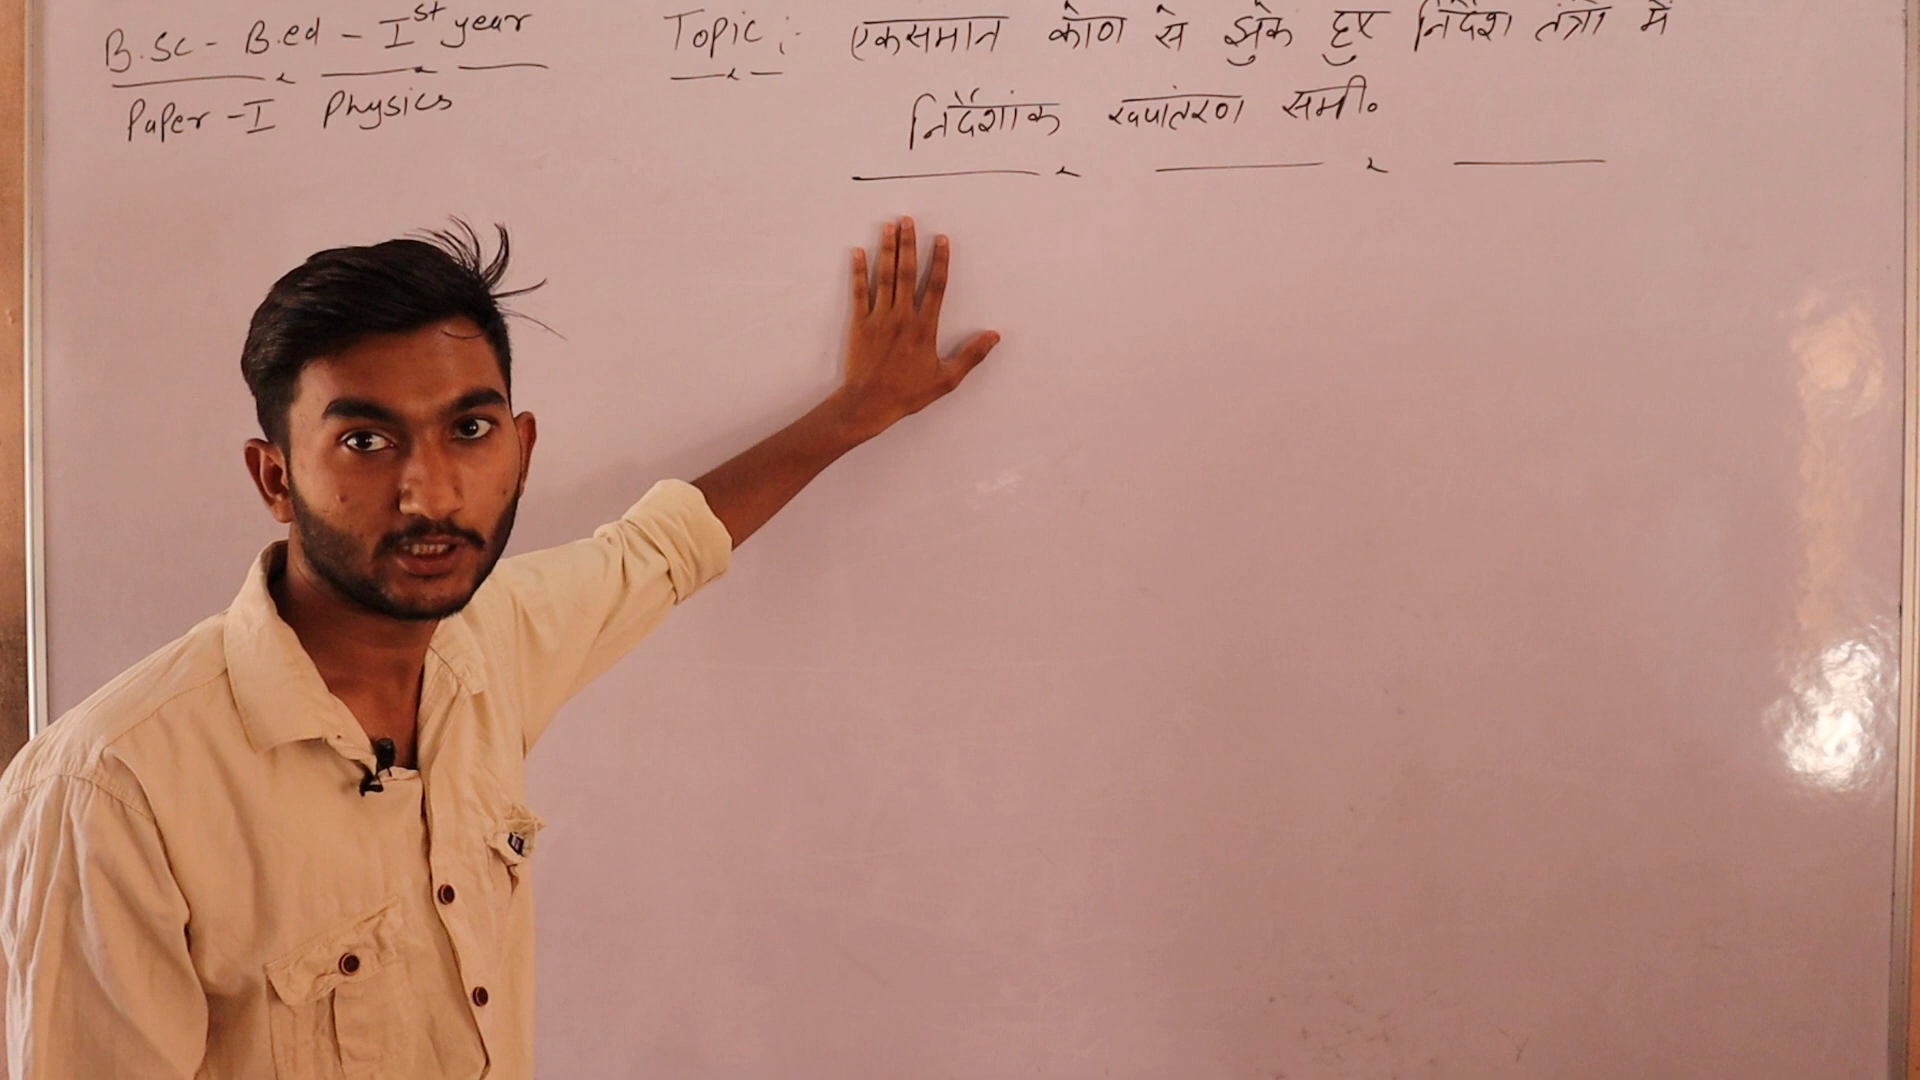 B.Sc - B.ed - Ist year
Paper - I Physics
Topic :- एकसमान कोण से झुके हुए निर्देश तंत्रों में
निर्देशांक रूपांतरण समी०